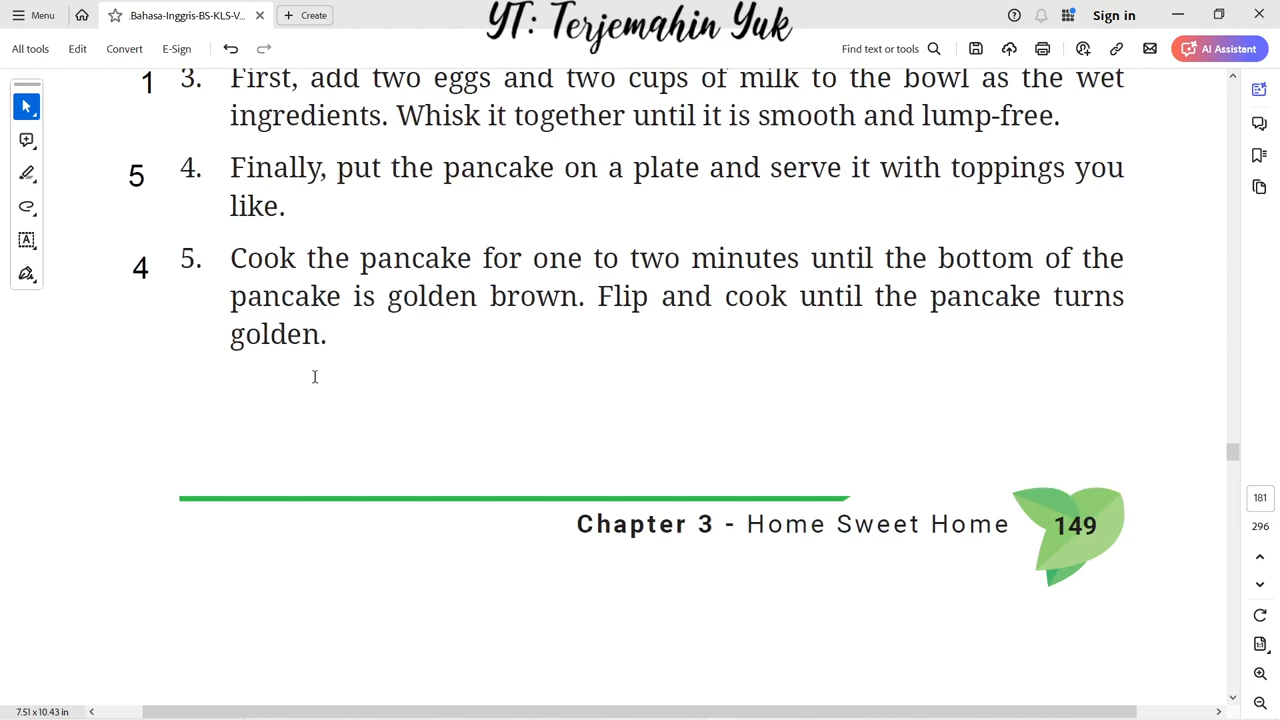 Menu
.Bahasa-Inggris-BS-KLS-V...
Create
YT: Terjemahin Yuk
Sign in
All tools
Edit
Convert
E-Sign
Find text or tools
AI Assistant
1 3. First, add two eggs and two cups of milk to the bowl as the wet
ingredients. Whisk it together until it is smooth and lump-free.
5 4. Finally, put the pancake on a plate and serve it with toppings you
like.
4 5. Cook the pancake for one to two minutes until the bottom of the
pancake is golden brown. Flip and cook until the pancake turns
golden.
Chapter 3 - Home Sweet Home 149
181
296
7.51 x 10.43 in